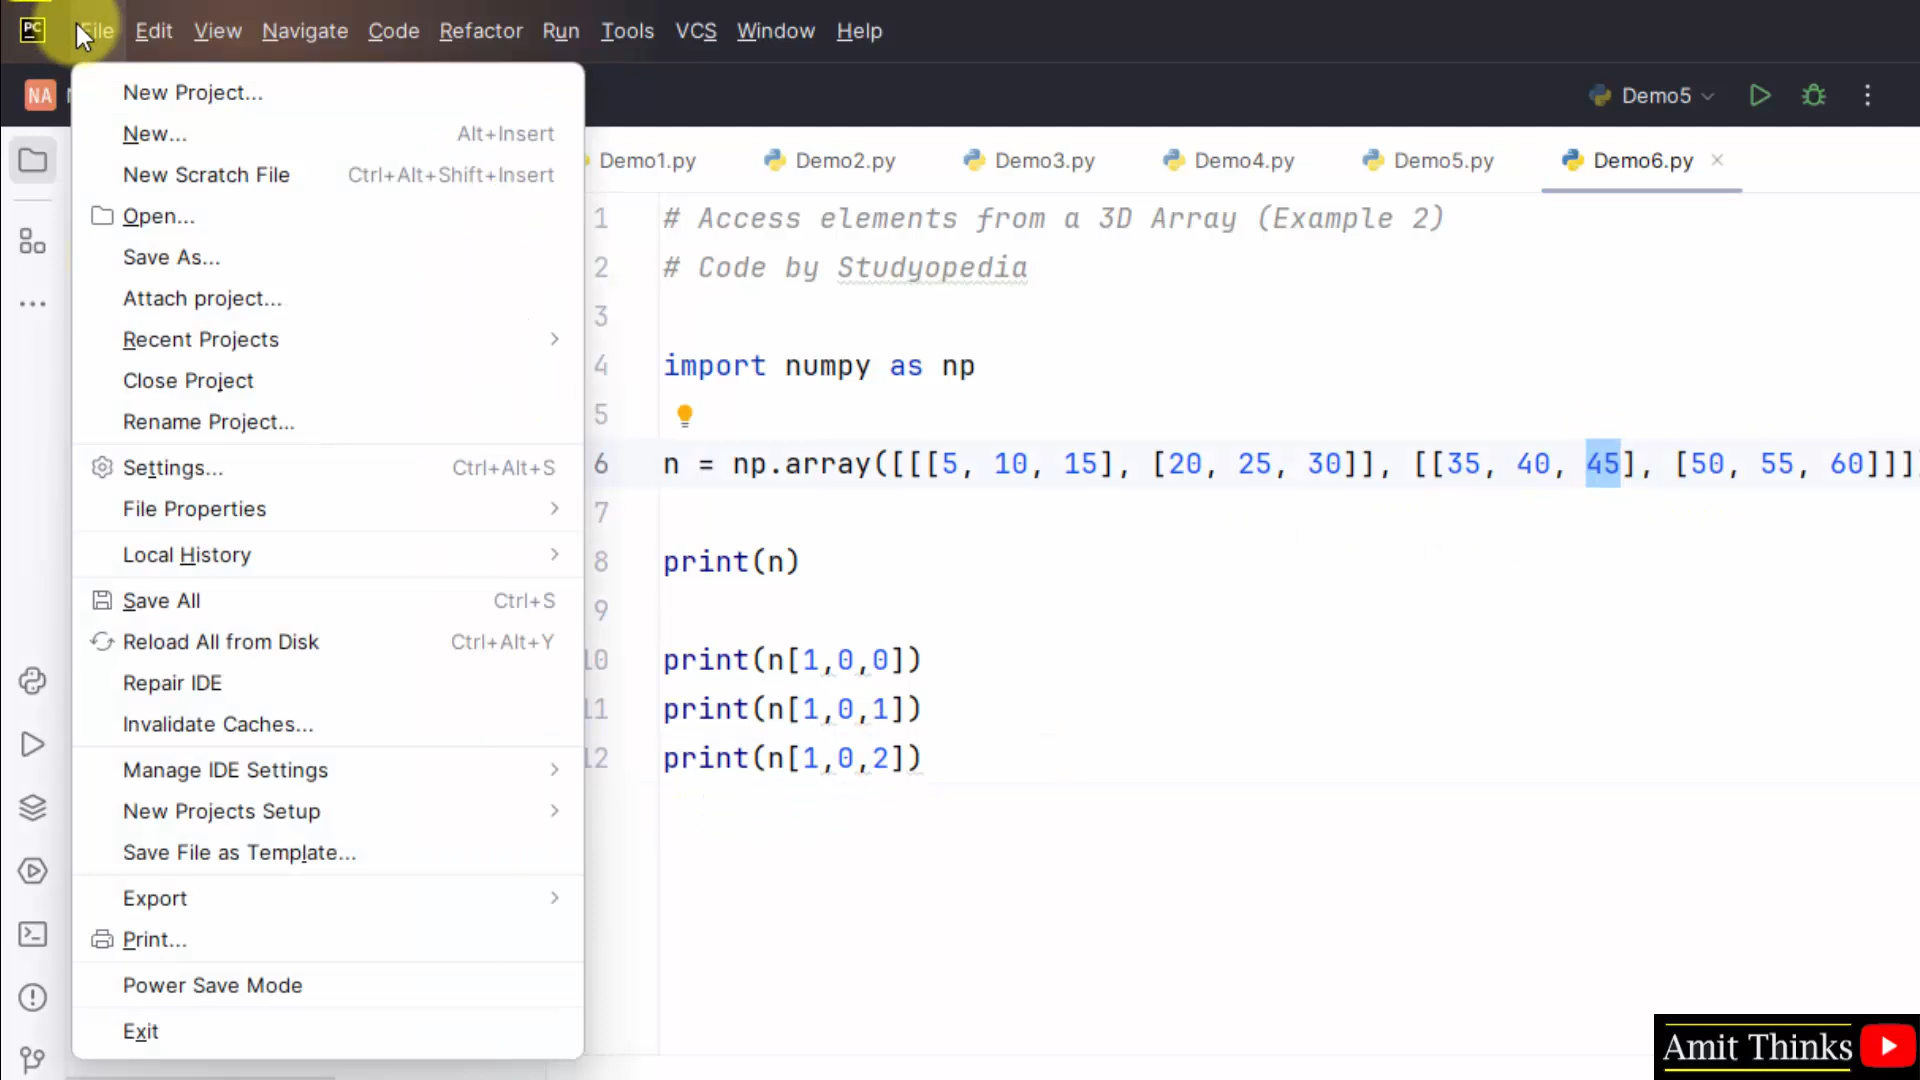 PC File Edit View Navigate Code Refactor Run Tools VCS Window Help
NA Demo5
New Project...
New... Alt+Insert
New Scratch File Ctrl+Alt+Shift+Insert
Open...
Save As...
Attach project...
Recent Projects
Close Project
Rename Project...
Settings... Ctrl+Alt+S
File Properties
Local History
Save All Ctrl+S
Reload All from Disk Ctrl+Alt+Y
Repair IDE
Invalidate Caches...
Manage IDE Settings
New Projects Setup
Save File as Template...
Export
Print...
Power Save Mode
Exit
Demo1.py Demo2.py Demo3.py Demo4.py Demo5.py Demo6.py
1 # Access elements from a 3D Array (Example 2)
2 # Code by Studyopedia
3
4 import numpy as np
5
6 n = np.array([[[5, 10, 15], [20, 25, 30]], [[35, 40, 45], [50, 55, 60]]]
7
8 print(n)
9
10 print(n[1,0,0])
11 print(n[1,0,1])
12 print(n[1,0,2])
Amit Thinks